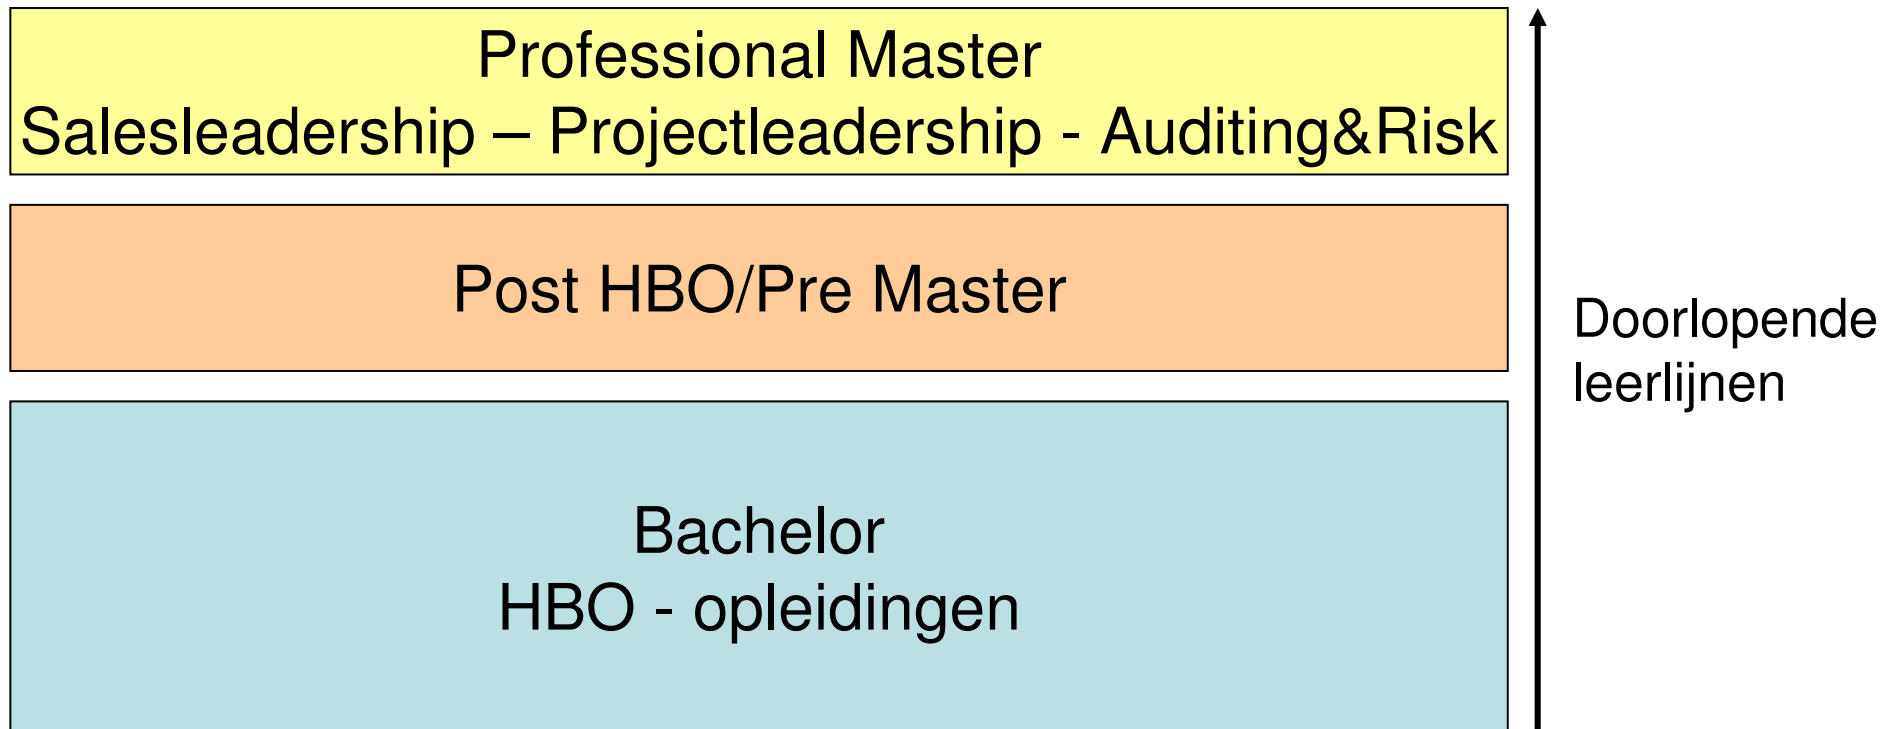 Professional Master
Salesleadership – Projectleadership - Auditing&Risk
Post HBO/Pre Master
Doorlopende
leerlijnen
Bachelor
HBO - opleidingen